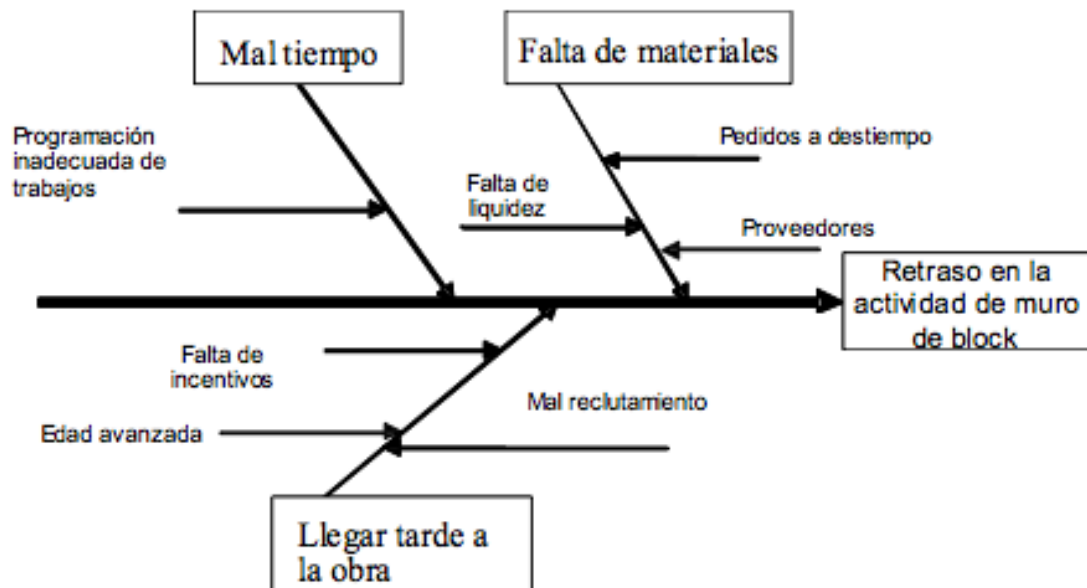 Mal tiempo
Falta de materiales
Programación
inadecuada de
trabajos
Pedidos a destiempo
Falta de
liquidez
Proveedores
Retraso en la
actividad de muro
de block
Falta de
incentivos
Mal reclutamiento
Edad avanzada
Llegar tarde a
la obra